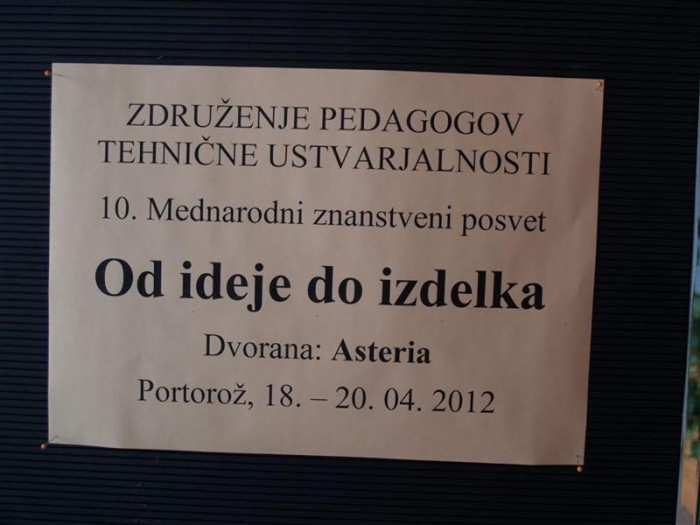 ZDRUŽENJE PEDAGOGOV
TEHNIČNE USTVARJALNOSTI
10. Mednarodni znanstveni posvet
Od ideje do izdelka
Dvorana: Asteria
Portorož, 18. – 20. 04. 2012